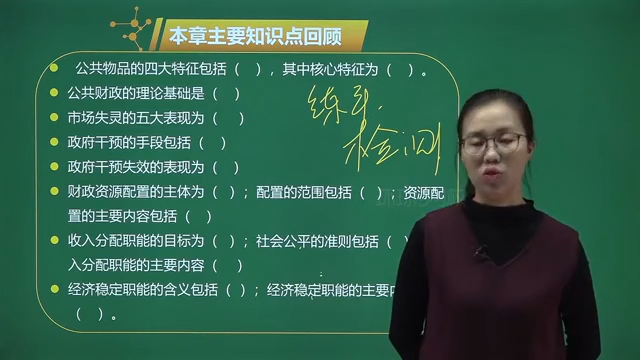 本章主要知识点回顾
公共物品的四大特征包括（ ），其中核心特征为（ ）。
公共财政的理论基础是（ ）
市场失灵的五大表现为（ ）
政府干预的手段包括（ ）
政府干预失效的表现为（ ）
财政资源配置的主体为（ ）；配置的范围包括（ ）；资源配
置的主要内容包括（ ）
收入分配职能的目标为（ ）；社会公平的准则包括（
入分配职能的主要内容（ ）
经济稳定职能的含义包括（ ）；经济稳定职能的主要内
（ ）。
练习.
检测